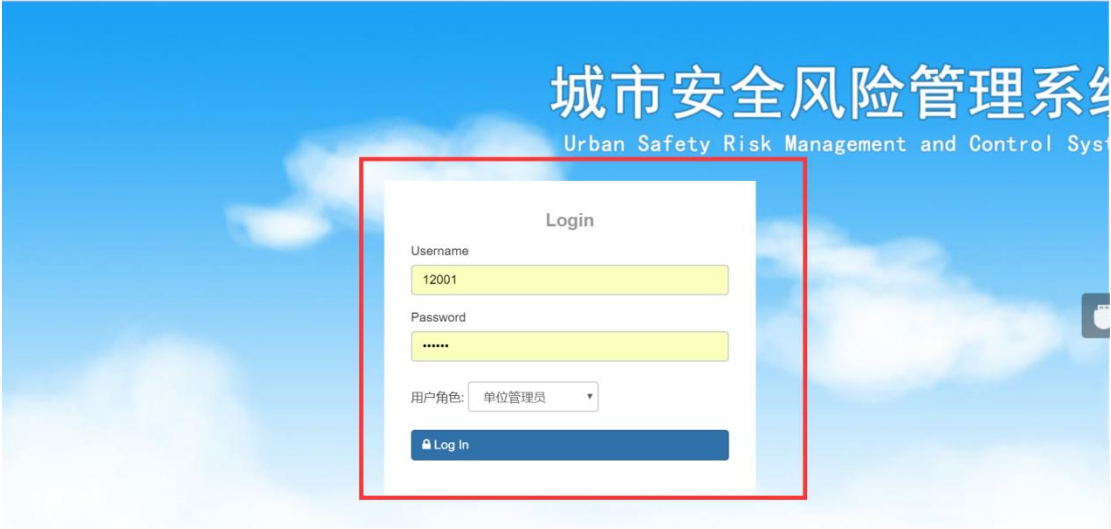 城市安全风险管理系
Urban Safety Risk Management and Control Syst
Login
Username
12001
Password
••••••
用户角色: 单位管理员
Log In